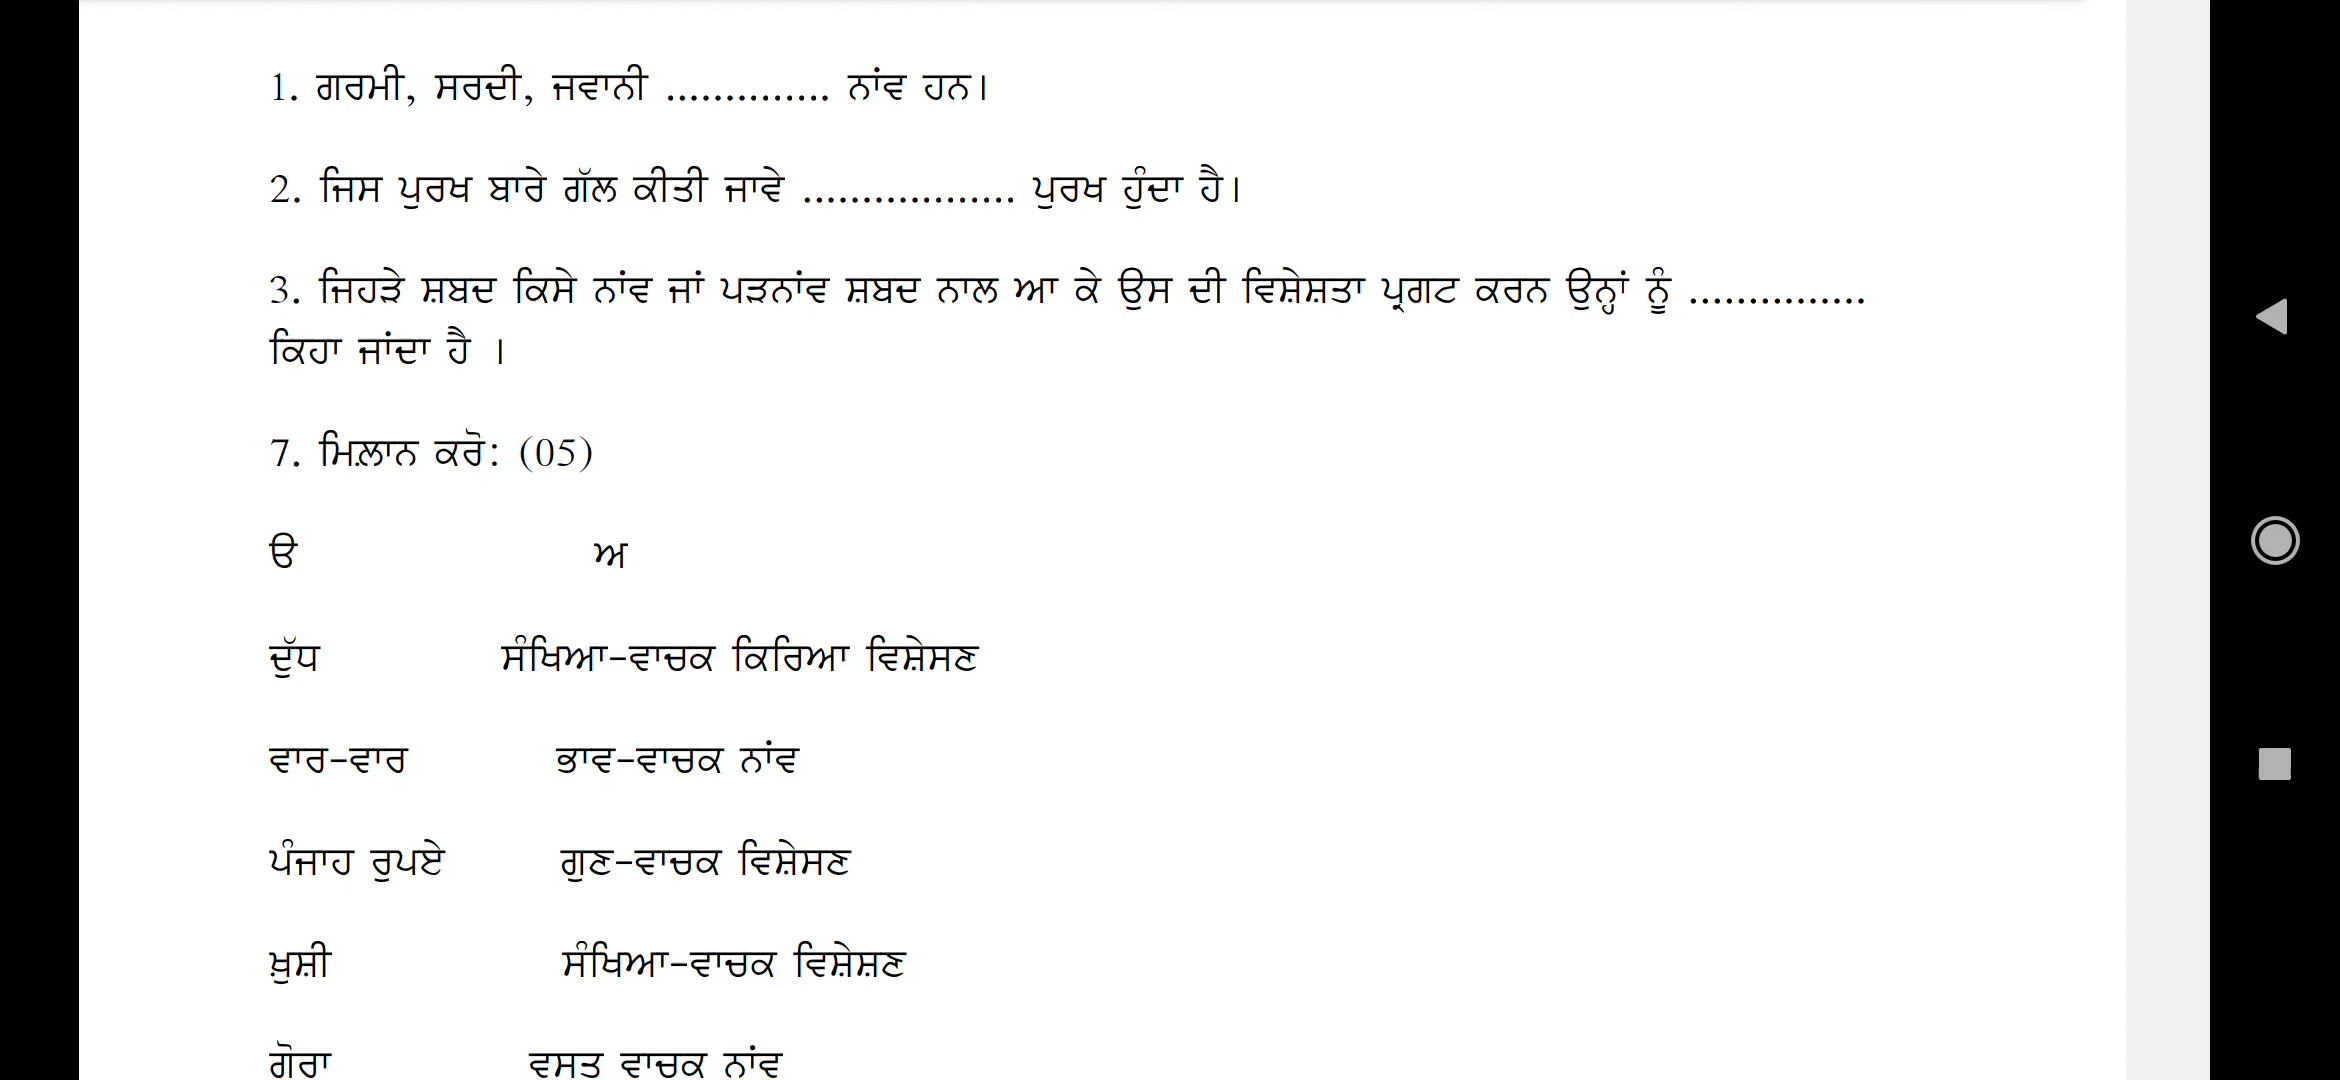 1. ਗਰਮੀ, ਸਰਦੀ, ਜਵਾਨੀ .............. ਨਾਂਵ ਹਨ।
2. ਜਿਸ ਪੁਰਖ ਬਾਰੇ ਗੱਲ ਕੀਤੀ ਜਾਵੇ .................. ਪੁਰਖ ਹੁੰਦਾ ਹੈ।
3. ਜਿਹੜੇ ਸ਼ਬਦ ਕਿਸੇ ਨਾਂਵ ਜਾਂ ਪੜਨਾਂਵ ਸ਼ਬਦ ਨਾਲ ਆ ਕੇ ਉਸ ਦੀ ਵਿਸ਼ੇਸ਼ਤਾ ਪ੍ਰਗਟ ਕਰਨ ਉਨ੍ਹਾਂ ਨੂੰ ...............
ਕਿਹਾ ਜਾਂਦਾ ਹੈ ।
7. ਮਿਲ਼ਾਨ ਕਰੋ: (05)
ੳ ਅ
ਦੁੱਧ ਸੰਖਿਆ-ਵਾਚਕ ਕਿਰਿਆ ਵਿਸ਼ੇਸਣ
ਵਾਰ-ਵਾਰ ਭਾਵ-ਵਾਚਕ ਨਾਂਵ
ਪੰਜਾਹ ਰੁਪਏ ਗੁਣ-ਵਾਚਕ ਵਿਸ਼ੇਸਣ
ਖ਼ੁਸ਼ੀ ਸੰਖਿਆ-ਵਾਚਕ ਵਿਸ਼ੇਸ਼ਣ
ਗੋਰਾ ਵਸਤ ਵਾਚਕ ਨਾਂਵ